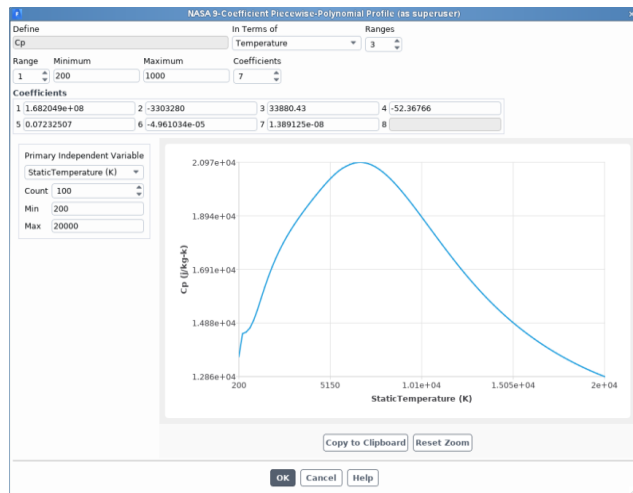 NASA 9-Coefficient Piecewise-Polynomial Profile (as superuser)
Define In Terms of Ranges
Cp Temperature 3
Range Minimum Maximum Coefficients
1 200 1000 7
Coefficients
1 1.682049e+08 2 -3303280 3 33880.43 4 -52.36766
5 0.07232507 6 -4.961034e-05 7 1.389125e-08 8
Primary Independent Variable
StaticTemperature (K)
Count 100
Min 200
Max 20000
Cp (j/kg-k)
2.097e+04
1.894e+04
1.691e+04
1.488e+04
1.286e+04
200 5150 1.01e+04 1.505e+04 2e+04
StaticTemperature (K)
Copy to Clipboard Reset Zoom
OK Cancel Help